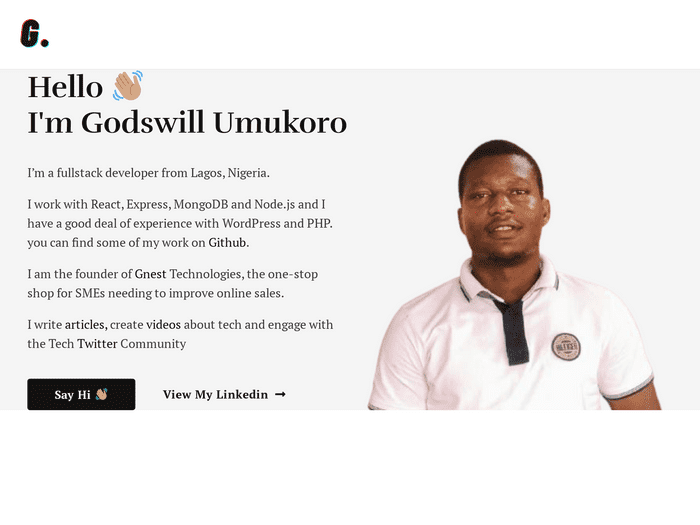 G.
Hello 👋🏽
I'm Godswill Umukoro
I'm a fullstack developer from Lagos, Nigeria.
I work with React, Express, MongoDB and Node.js and I
have a good deal of experience with WordPress and PHP.
you can find some of my work on Github.
I am the founder of Gnest Technologies, the one-stop
shop for SMEs needing to improve online sales.
I write articles, create videos about tech and engage with
the Tech Twitter Community
Say Hi 👋🏽
View My Linkedin →